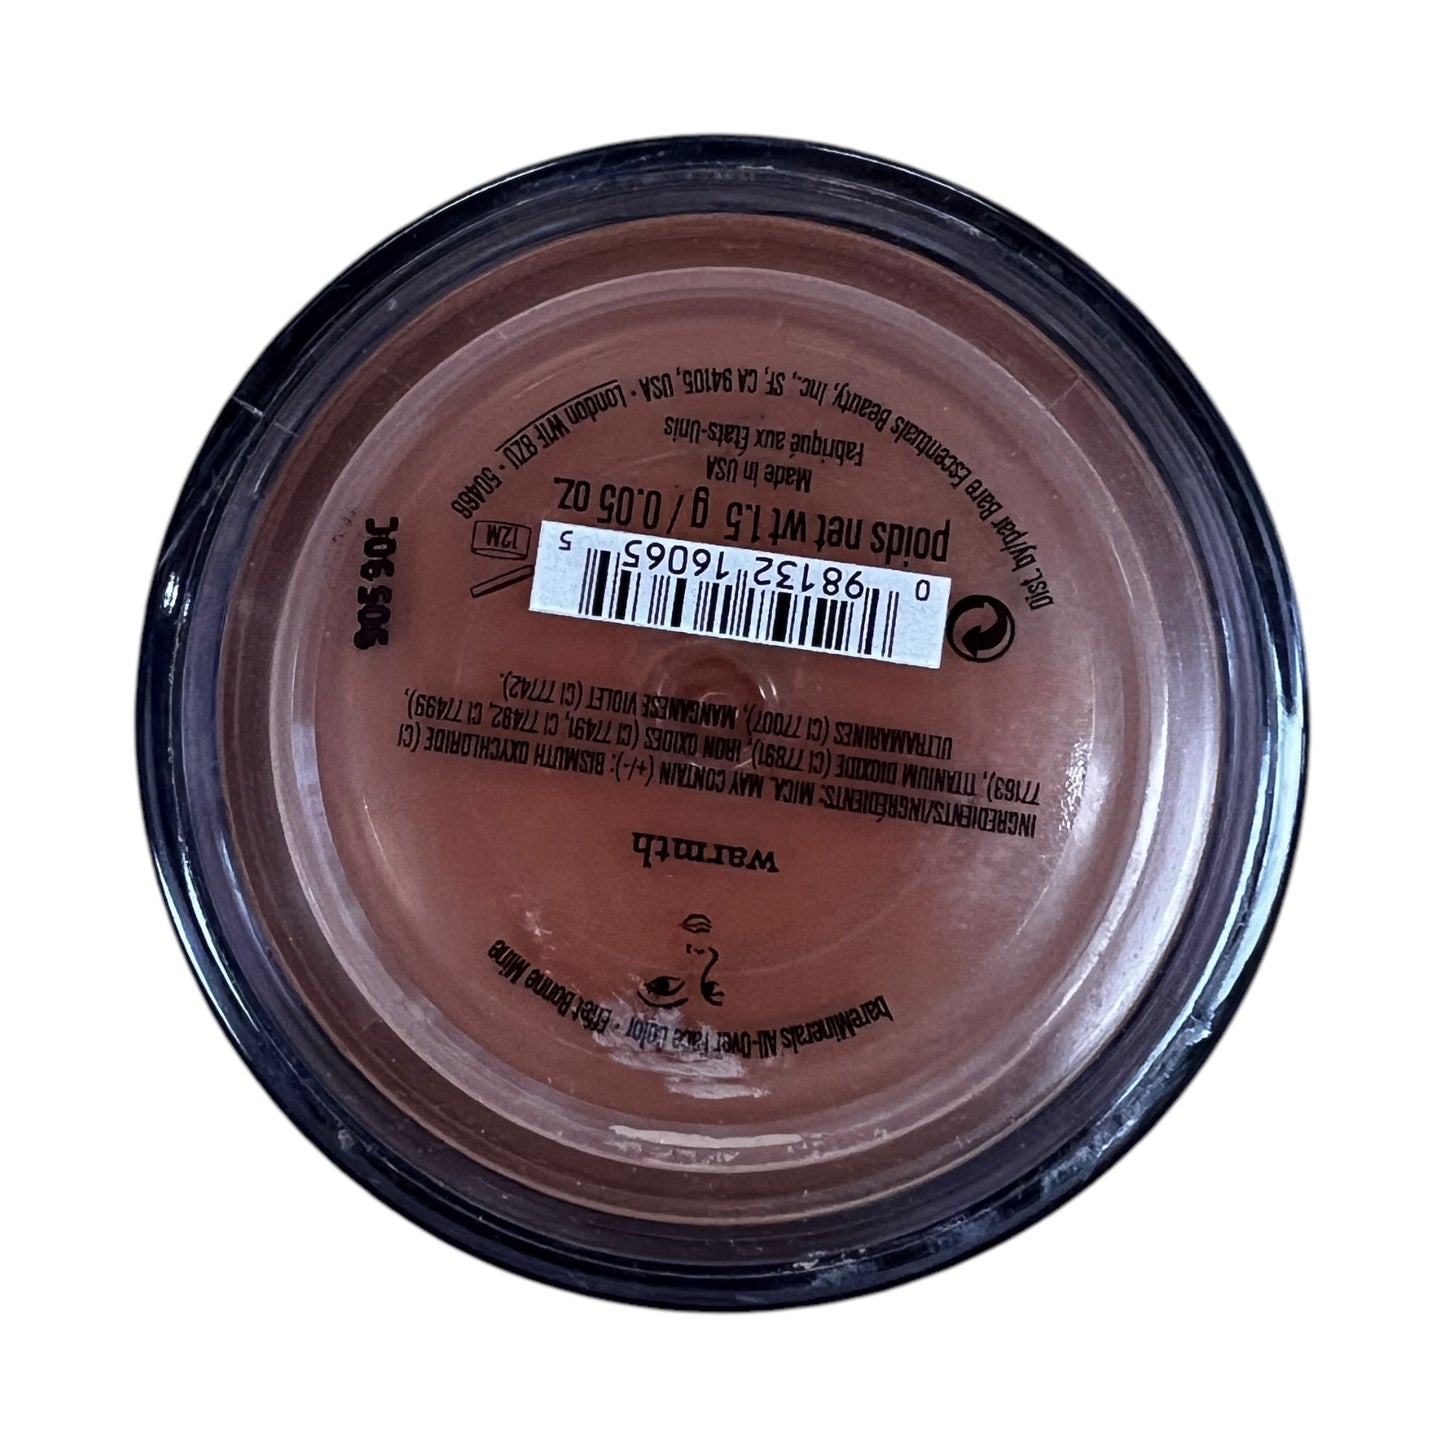 bareMinerals All-Over Face Color • Effet Bonne Mine
warmth
INGREDIENTS/INGRÉDIENTS: MICA. MAY CONTAIN (+/-): BISMUTH OXYCHLORIDE (CI
77163), TITANIUM DIOXIDE (CI 77891), IRON OXIDES (CI 77491, CI 77492, CI 77499),
ULTRAMARINES (CI 77007), MANGANESE VIOLET (CI 77742).
0 98132 16065 5
12M
poids net wt 1.5 g / 0.05 OZ.
Made in USA
Fabriqué aux États-Unis
Dist. by/par Bare Escentuals Beauty, Inc., SF, CA 94105, USA • London W1F 8ZU • 50468